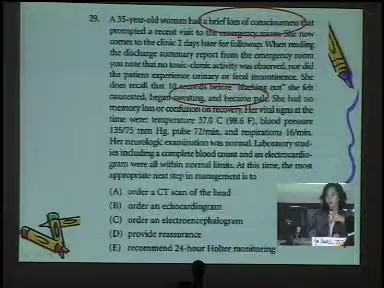 29. A 35-year-old women had a brief loss of consciousness that
prompted a recent visit to the emergency room. She now
comes to the clinic 2 days later for followup. When reading
the discharge summary report from the emergency room
you note that no tonic-clonic activity was observed, nor did
the patient experience urinary or fecal incontinence. She
does recall that 10 seconds before "blacking out" she felt
nauseated, began sweating, and became pale. She had no
memory loss or confusion on recovery. Her vital signs at the
time were: temperature 37.0 C (98.6 F), blood pressure
135/75 mm Hg, pulse 72/min, and respirations 16/min.
Her neurologic examination was normal. Laboratory stud-
ies including a complete blood count and an electrocardio-
gram were all within normal limits. At this time, the most
appropriate next step in management is to
(A) order a CT scan of the head
(B) order an echocardiogram
(C) order an electroencephalogram
(D) provide reassurance
(E) recommend 24-hour Holter monitoring